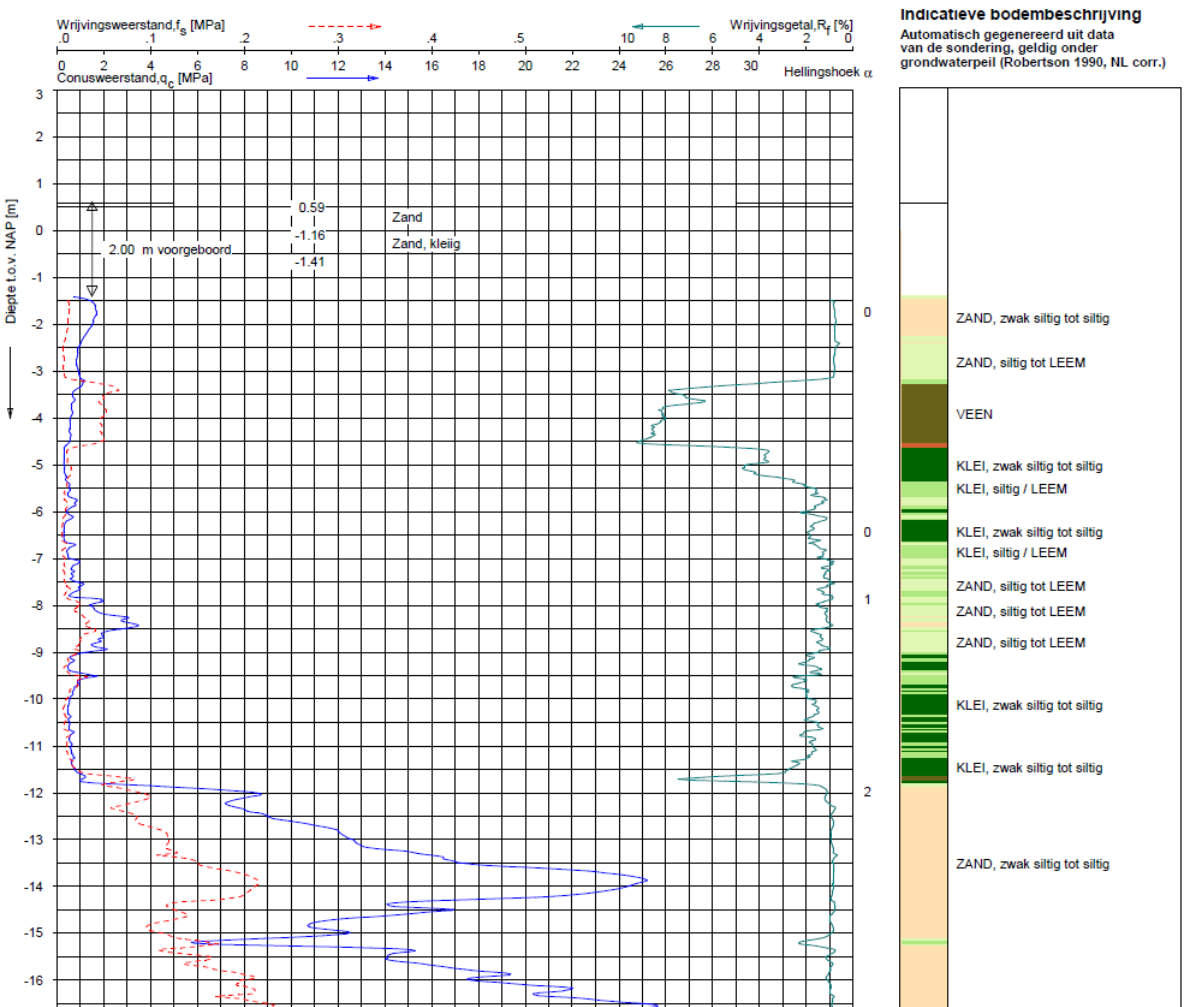 Wrijvingsweerstand,fs [MPa]
Wrijvingsgetal,Rf [%]
.0 .1 .2 .3 .4 .5 10 8 6 4 2 0
0 2 4 6 8 10 12 14 16 18 20 22 24 26 28 30
Conusweerstand,qc [MPa]
Hellingshoek α
Indicatieve bodembeschrijving
Automatisch gegenereerd uit data
van de sondering, geldig onder
grondwaterpeil (Robertson 1990, NL corr.)
Diepte t.o.v. NAP [m]
3
2
1
0
-1
-2
-3
-4
-5
-6
-7
-8
-9
-10
-11
-12
-13
-14
-15
-16
2.00 m voorgeboord
0.59
Zand
-1.16
Zand, kleiig
-1.41
0
0
1
2
ZAND, zwak siltig tot siltig
ZAND, siltig tot LEEM
VEEN
KLEI, zwak siltig tot siltig
KLEI, siltig / LEEM
KLEI, zwak siltig tot siltig
KLEI, siltig / LEEM
ZAND, siltig tot LEEM
ZAND, siltig tot LEEM
ZAND, siltig tot LEEM
KLEI, zwak siltig tot siltig
KLEI, zwak siltig tot siltig
ZAND, zwak siltig tot siltig